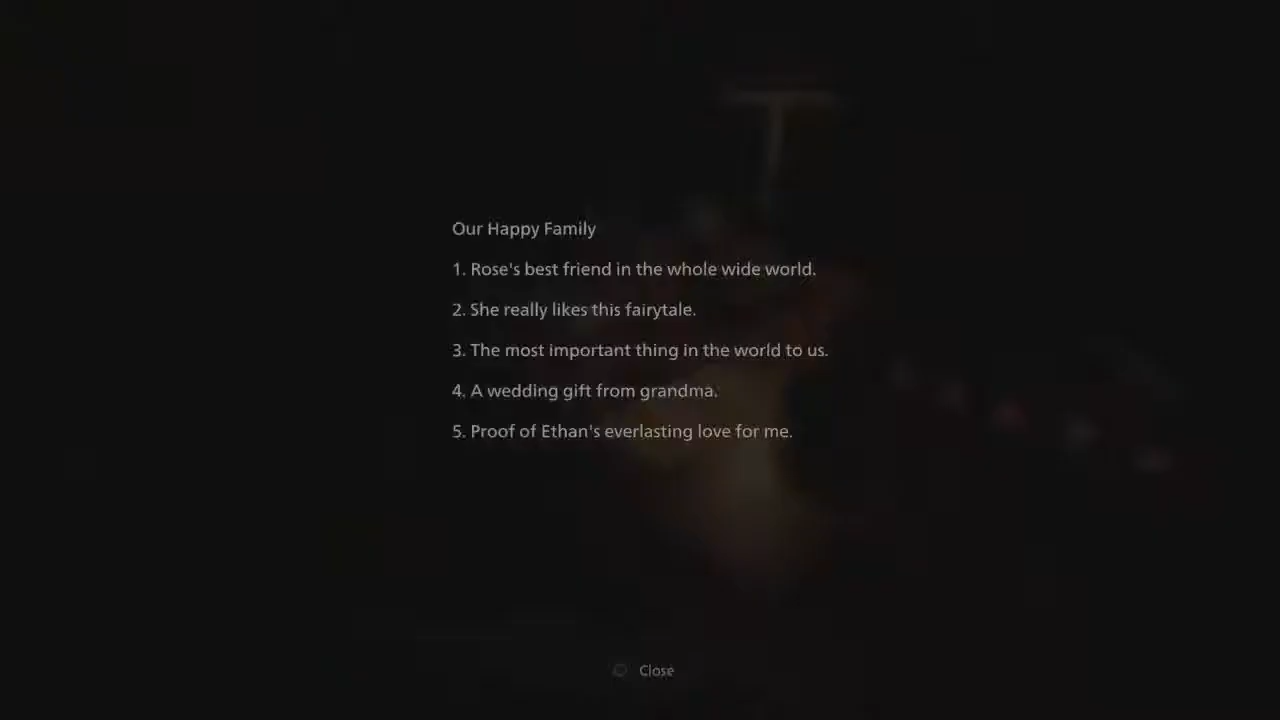 Our Happy Family
1. Rose's best friend in the whole wide world.
2. She really likes this fairytale.
3. The most important thing in the world to us.
4. A wedding gift from grandma.
5. Proof of Ethan's everlasting love for me.
Close